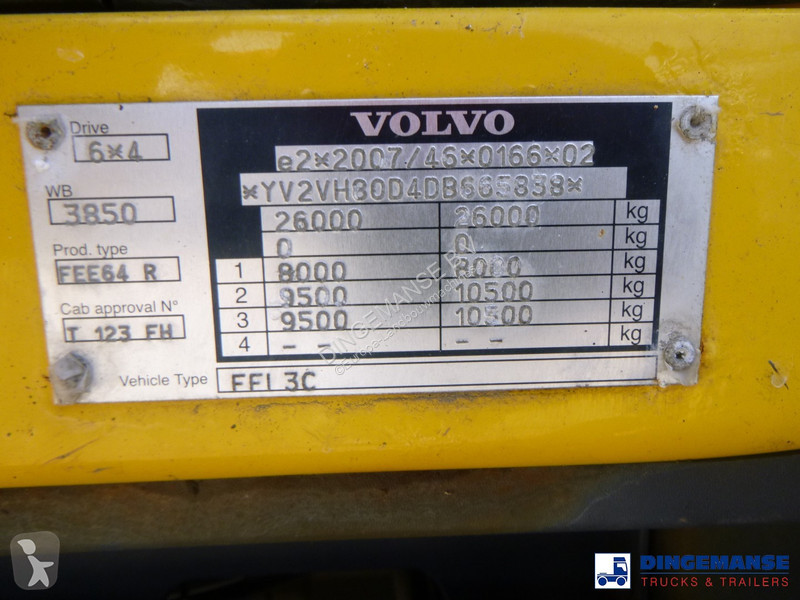 Drive
6*4
WB
3850
Prod. type
FEE64 R
Cab approval N°
T 123 FH
VOLVO
e2*2007/46*0166*02
*YV2VH30D4DB665838*
26000 26000 kg
0 0 kg
1 8000 8000 kg
2 9500 10500 kg
3 9500 10500 kg
4 -- -- kg
Vehicle Type FFL3C
DINGEMANSE
TRUCKS & TRAILERS